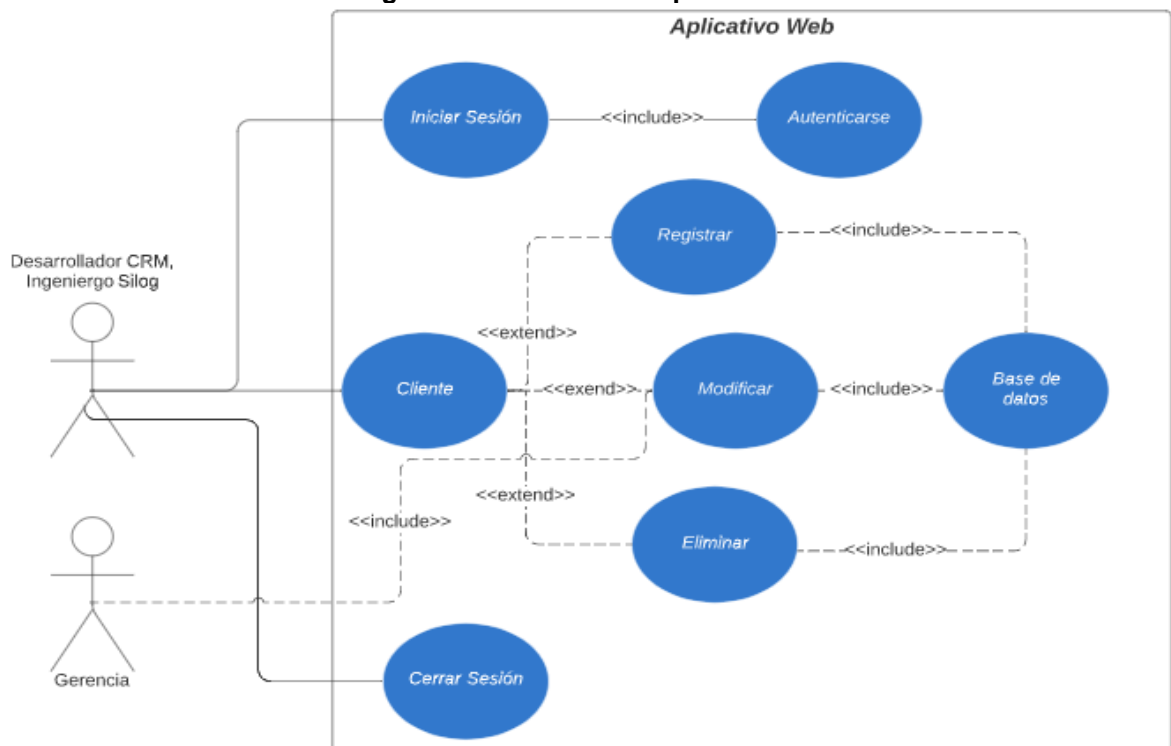 Aplicativo Web
Iniciar Sesión
<<include>>
Autenticarse
Registrar
<<include>>
Desarrollador CRM,
Ingeniergo Silog
<<extend>>
Cliente
<<exend>>
Modificar
<<include>>
Base de
datos
<<extend>>
<<include>>
Eliminar
<<include>>
Gerencia
Cerrar Sesión